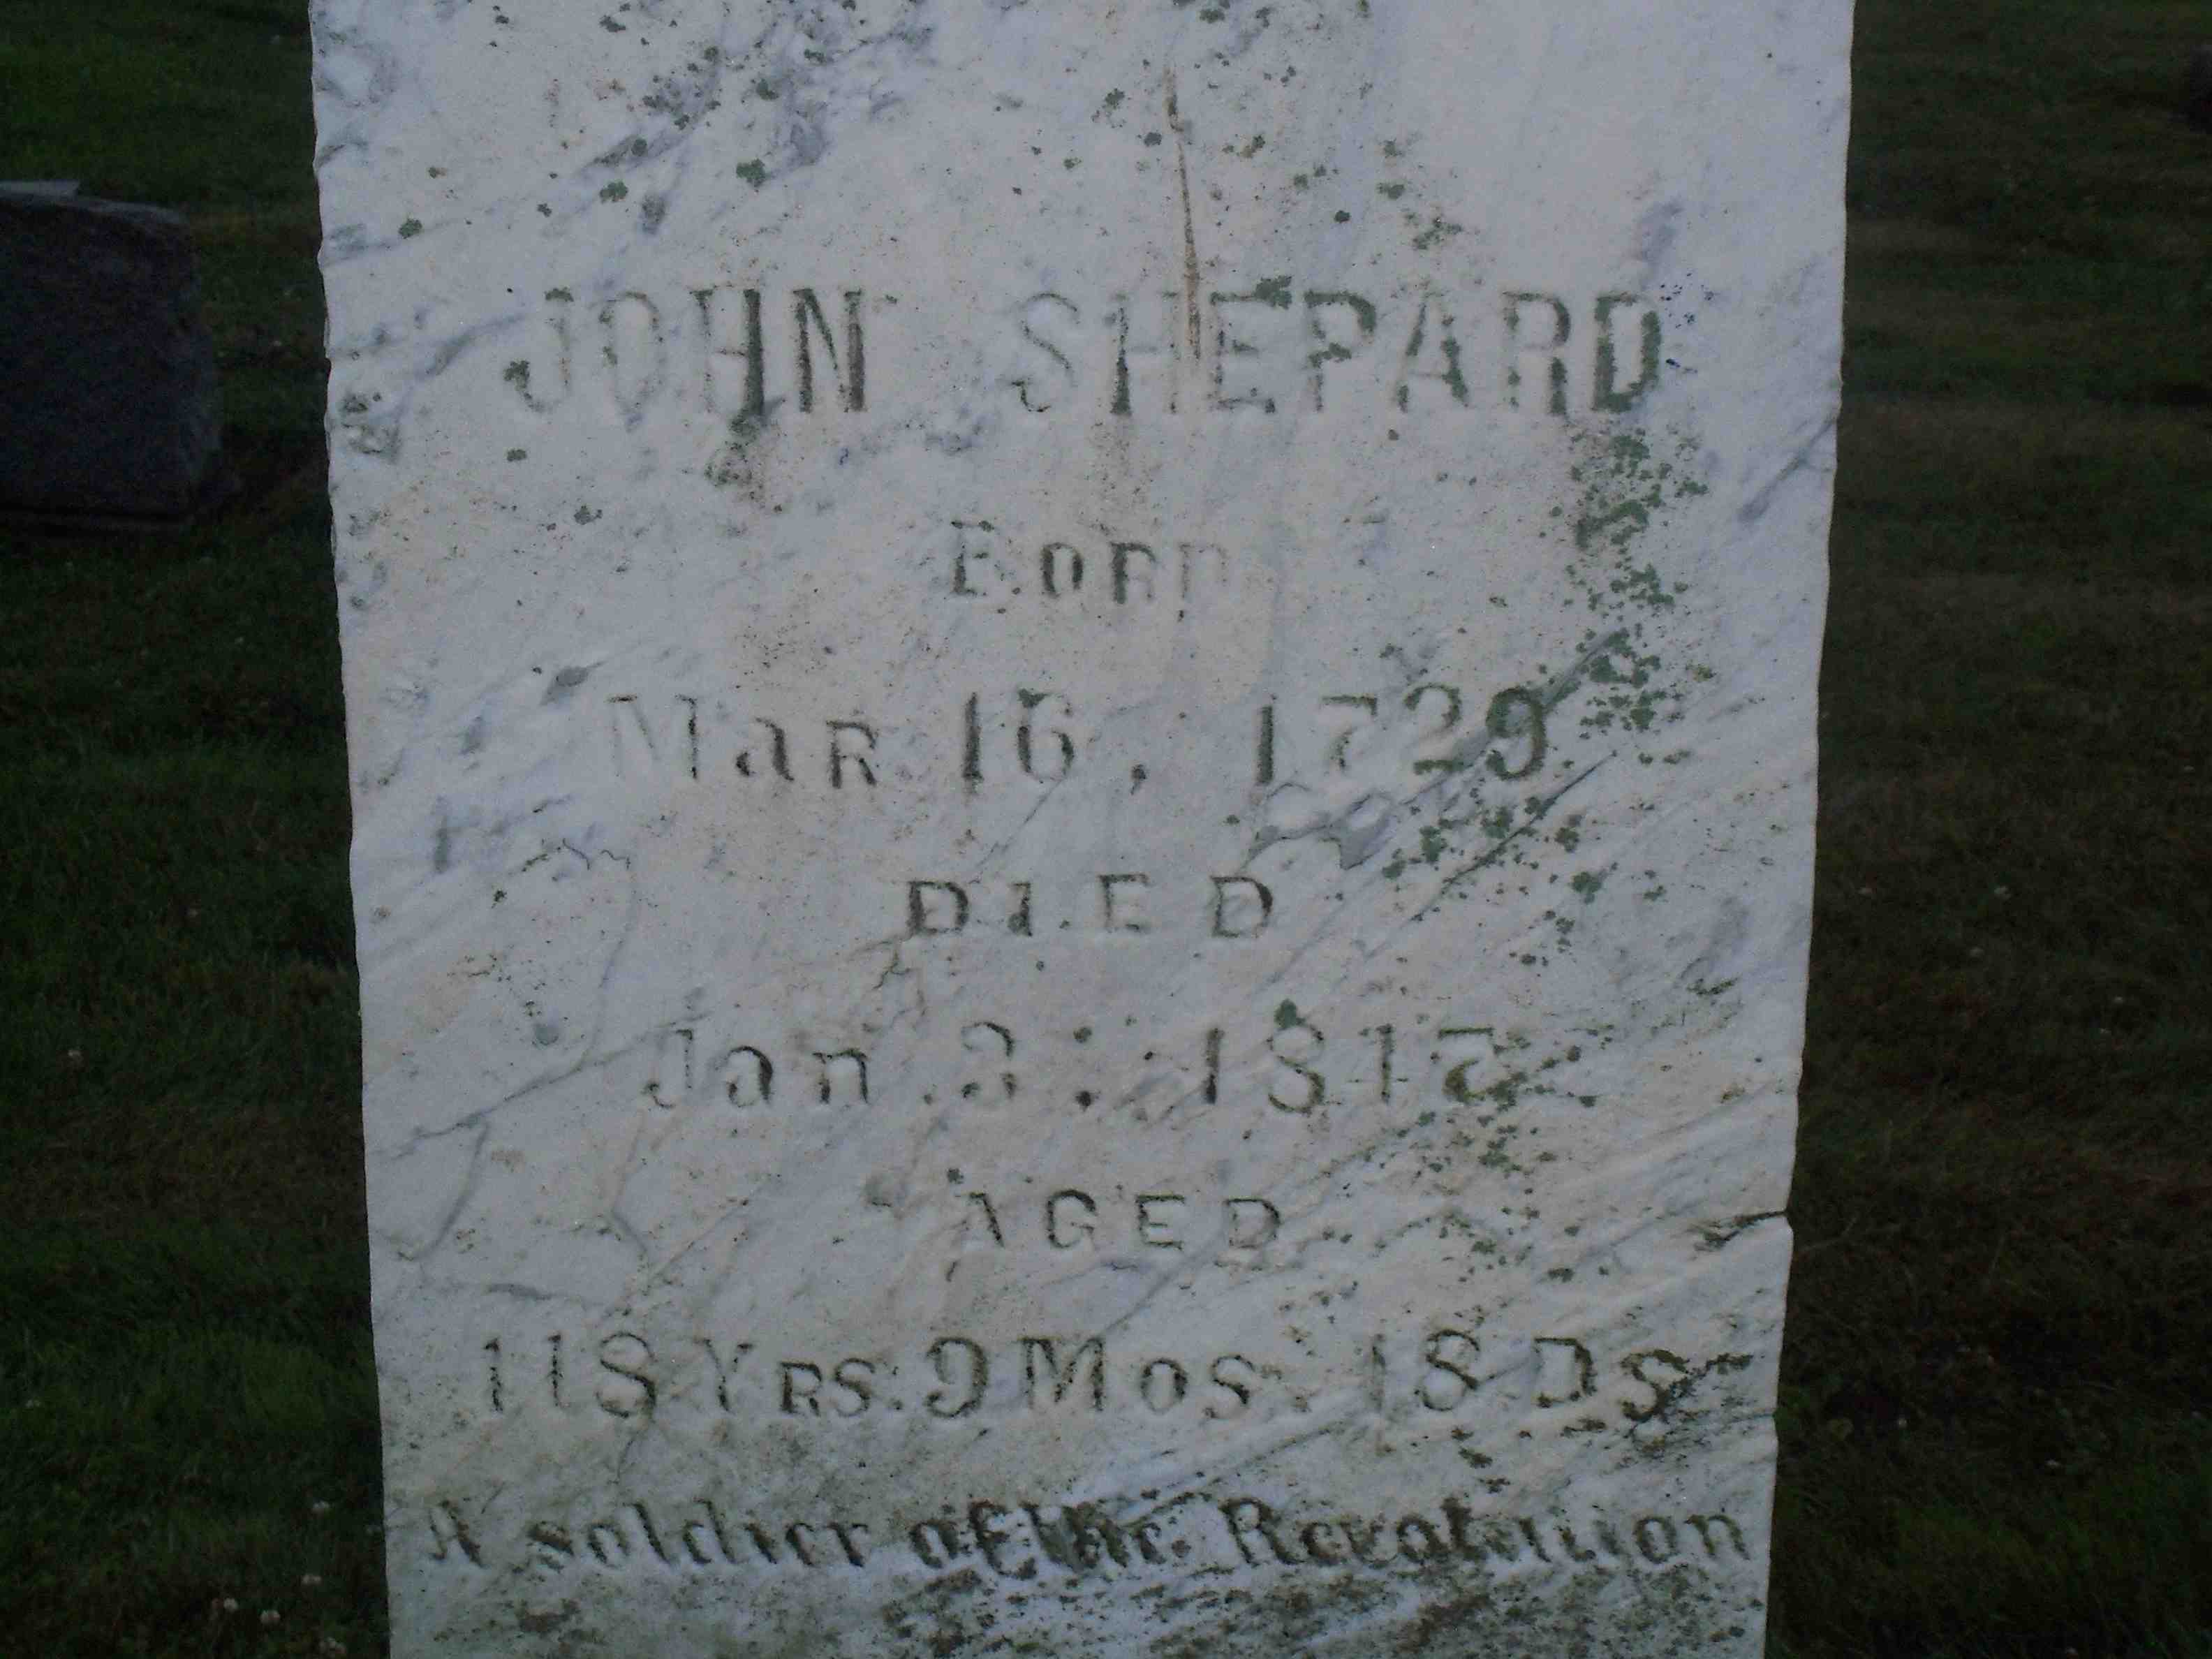 JOHN SHEPARD
Born
Mar 16, 1729
DIED
Jan. 3, 1847
AGED
118 Yrs. 9 Mos. 18 Ds
A soldier of the Revolution